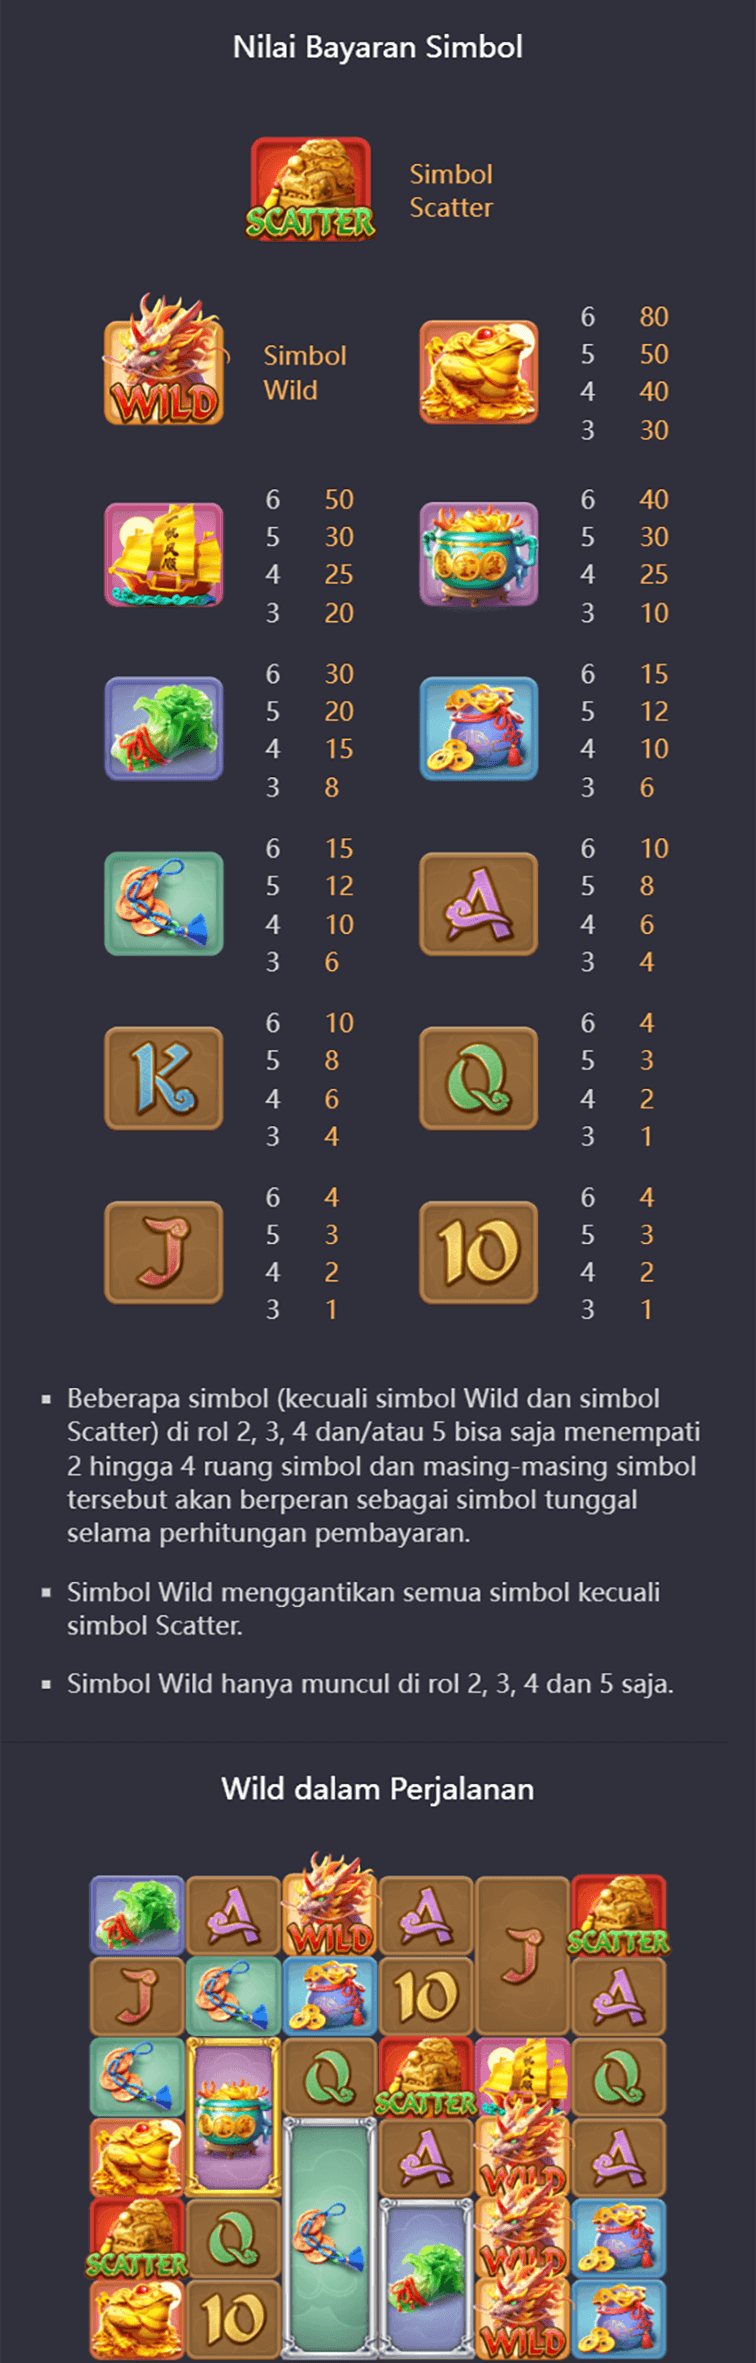 Nilai Bayaran Simbol
SCATTER
Simbol
Scatter
WILD
Simbol
Wild
6 80
5 50
4 40
3 30
一帆风顺
6 50
5 30
4 25
3 20
6 40
5 30
4 25
3 10
6 30
5 20
4 15
3 8
6 15
5 12
4 10
3 6
6 15
5 12
4 10
3 6
A
6 10
5 8
6 4
3 4
K
6 10
5 8
4 6
3 4
Q
6 4
5 3
4 2
3 1
J
6 4
5 3
4 2
3 1
10
6 4
5 3
4 2
3 1
▪ Beberapa simbol (kecuali simbol Wild dan simbol
Scatter) di rol 2, 3, 4 dan/atau 5 bisa saja menempati
2 hingga 4 ruang simbol dan masing-masing simbol
tersebut akan berperan sebagai simbol tunggal
selama perhitungan pembayaran.
▪ Simbol Wild menggantikan semua simbol kecuali
simbol Scatter.
▪ Simbol Wild hanya muncul di rol 2, 3, 4 dan 5 saja.
Wild dalam Perjalanan
A WILD A J SCATTER
J 10 A
Q SCATTER Q
A WILD A
SCATTER Q WILD
10 WILD